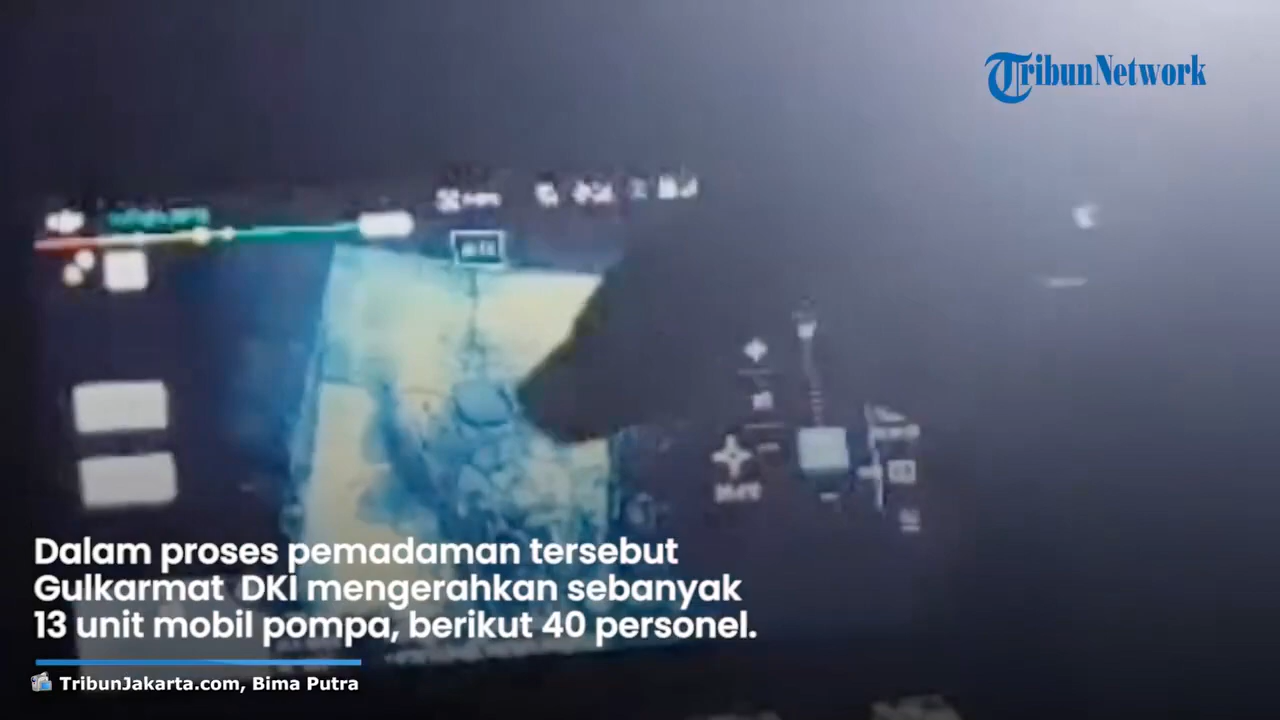 TribunNetwork
Dalam proses pemadaman tersebut
Gulkarmat DKI mengerahkan sebanyak
13 unit mobil pompa, berikut 40 personel.
TribunJakarta.com, Bima Putra